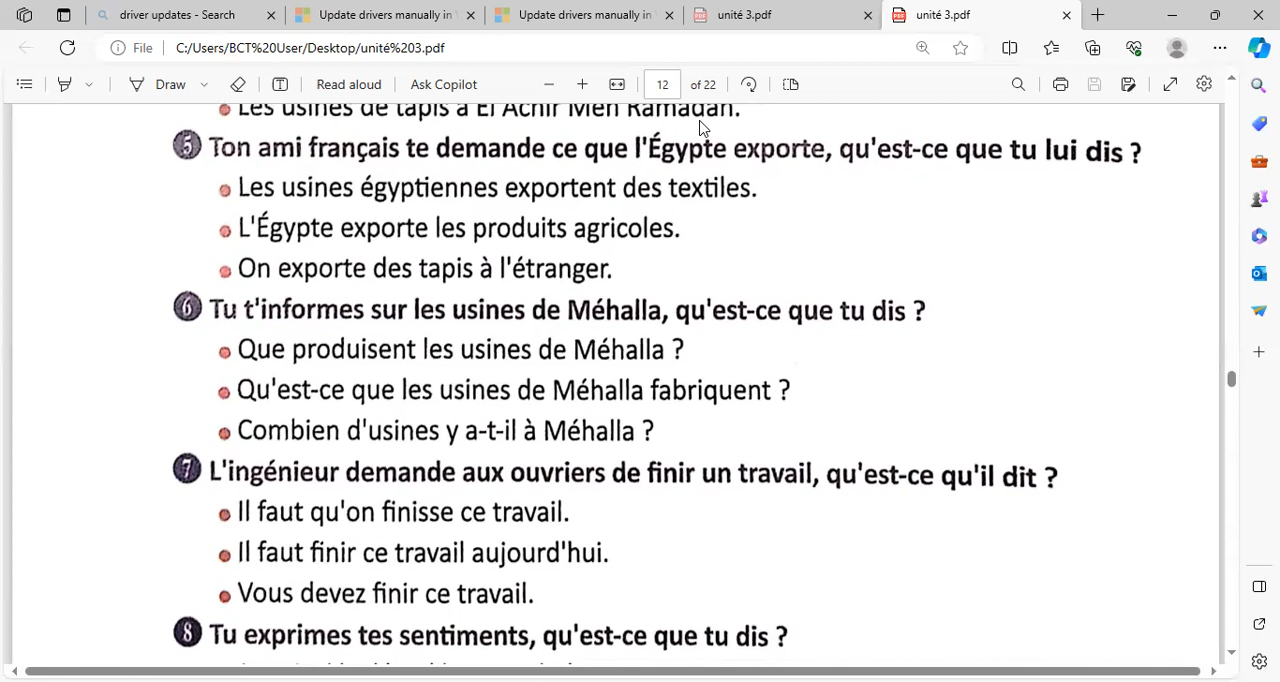 driver updates - Search
Update drivers manually in
Update drivers manually in
unité 3.pdf
unité 3.pdf
File
C:/Users/BCT%20User/Desktop/unité%203.pdf
Draw
Read aloud
Ask Copilot
12
of 22
Les usines de tapis à El Achir Men Ramadan.
5 Ton ami français te demande ce que l'Égypte exporte, qu'est-ce que tu lui dis ?
Les usines égyptiennes exportent des textiles.
L'Égypte exporte les produits agricoles.
On exporte des tapis à l'étranger.
6 Tu t'informes sur les usines de Méhalla, qu'est-ce que tu dis ?
Que produisent les usines de Méhalla ?
Qu'est-ce que les usines de Méhalla fabriquent ?
Combien d'usines y a-t-il à Méhalla ?
7 L'ingénieur demande aux ouvriers de finir un travail, qu'est-ce qu'il dit ?
Il faut qu'on finisse ce travail.
Il faut finir ce travail aujourd'hui.
Vous devez finir ce travail.
8 Tu exprimes tes sentiments, qu'est-ce que tu dis ?